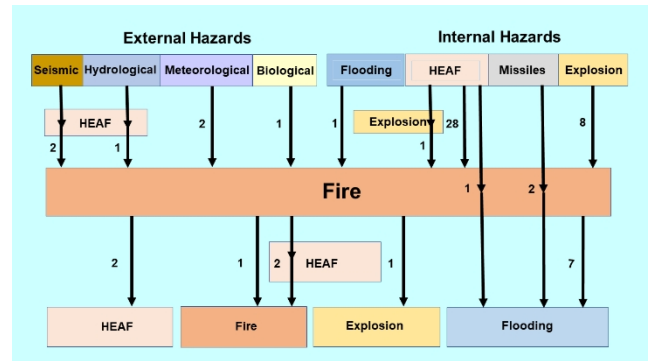 External Hazards
Internal Hazards
Seismic
Hydrological
Meteorological
Biological
Flooding
HEAF
Missiles
Explosion
HEAF
2
1
2
1
1
Explosion
1
28
8
Fire
1
2
2
1
2
HEAF
1
7
HEAF
Fire
Explosion
Flooding